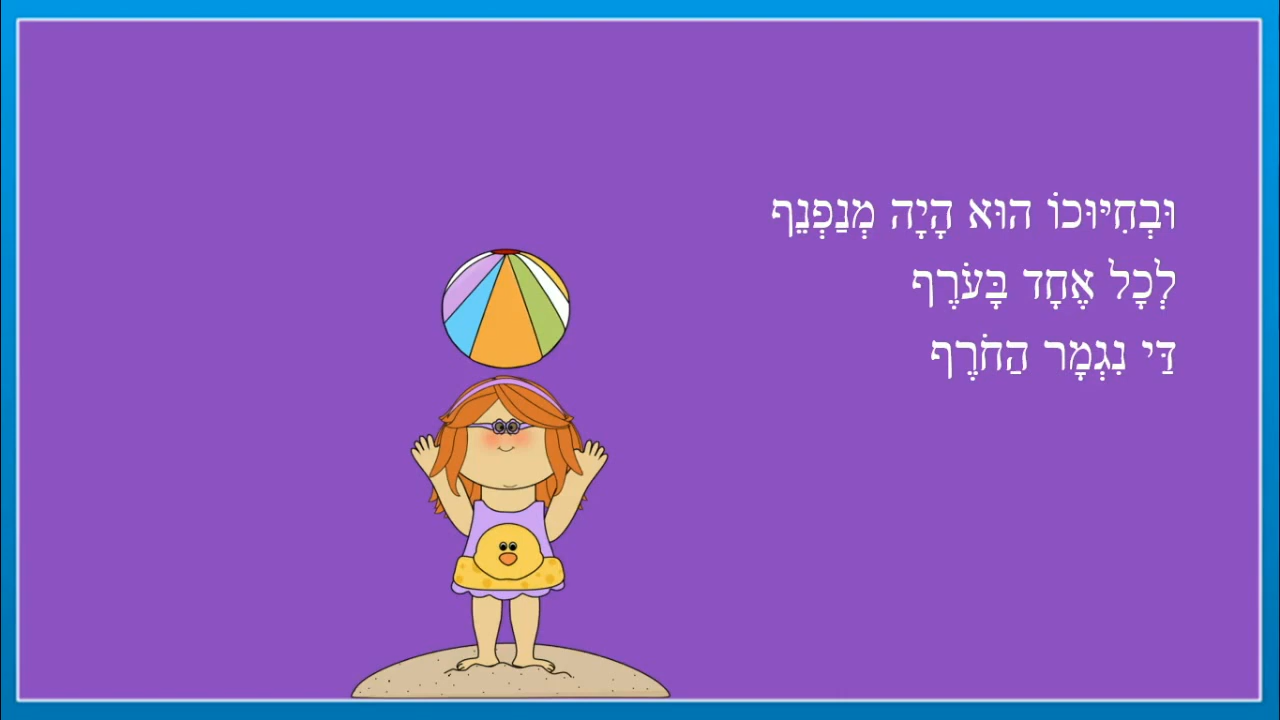 וּבְחִיּוּכוֹ הוּא הָיָה מְנַפְנֵף
לְכָל אֶחָד בָּעֹרֶף
דַּי נִגְמָר הַחֹרֶף